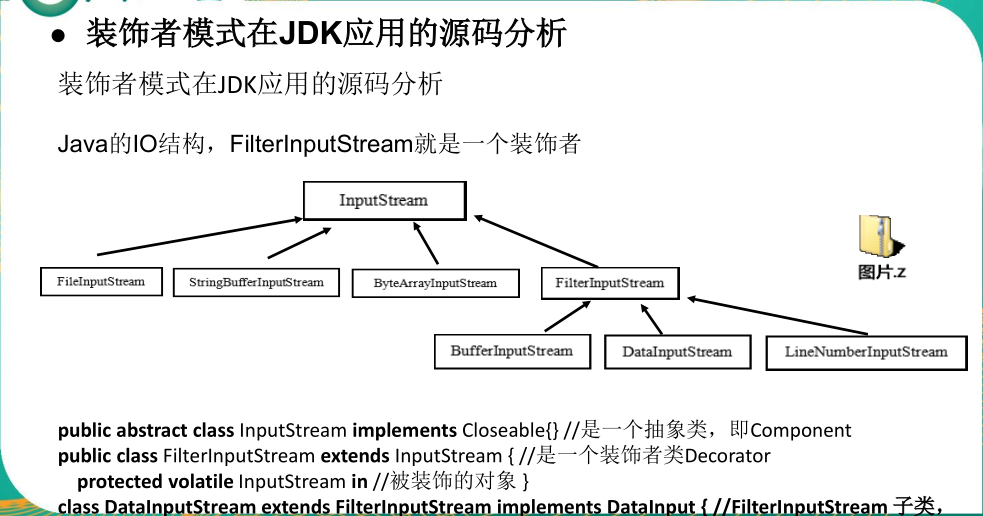 ● 装饰者模式在JDK应用的源码分析
装饰者模式在JDK应用的源码分析
Java的IO结构，FilterInputStream就是一个装饰者
InputStream
FileInputStream
StringBufferInputStream
ByteArrayInputStream
FilterInputStream
图片.z
BufferInputStream
DataInputStream
LineNumberInputStream
public abstract class InputStream implements Closeable{} //是一个抽象类，即Component
public class FilterInputStream extends InputStream { //是一个装饰者类Decorator
protected volatile InputStream in //被装饰的对象 }
class DataInputStream extends FilterInputStream implements DataInput { //FilterInputStream 子类，